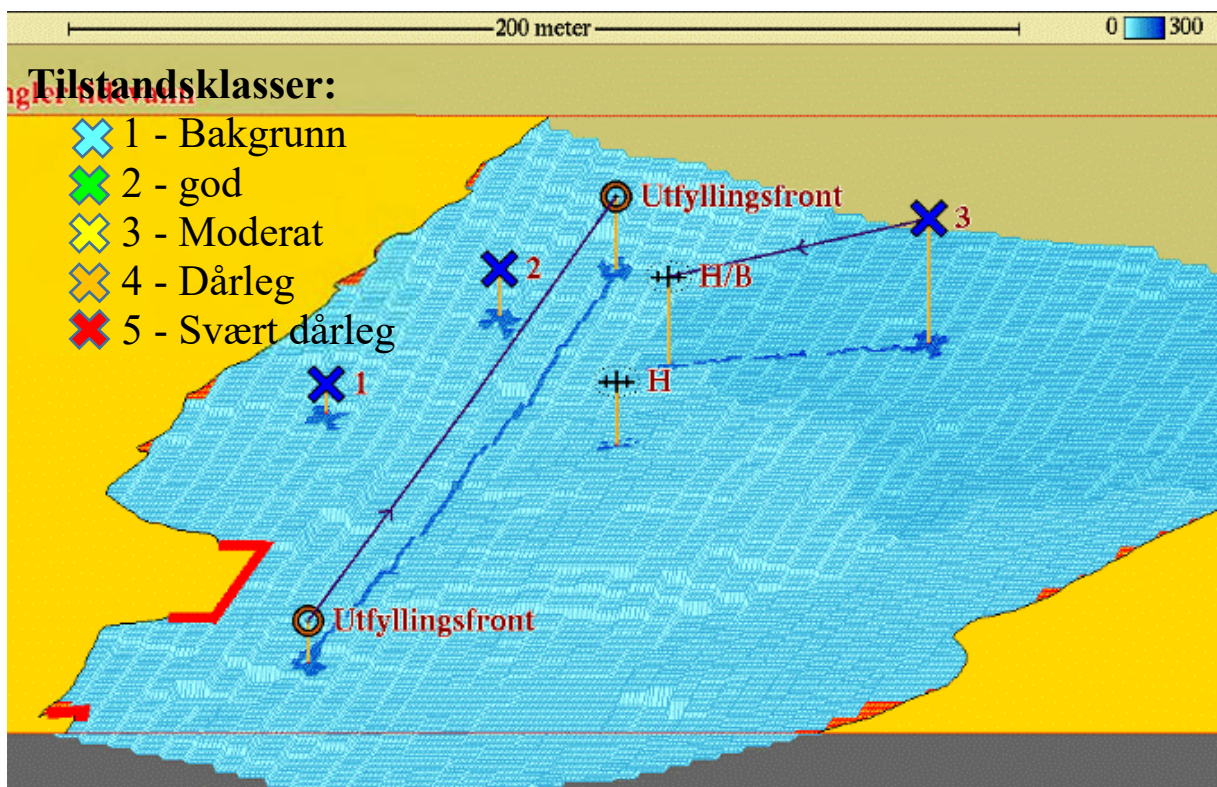 200 meter
0 300
Tilstandsklasser:
tidevann
1 - Bakgrunn
2 - god
3 - Moderat
4 - Dårleg
5 - Svært dårleg
Utfyllingsfront
3
2
H/B
1
H
Utfyllingsfront